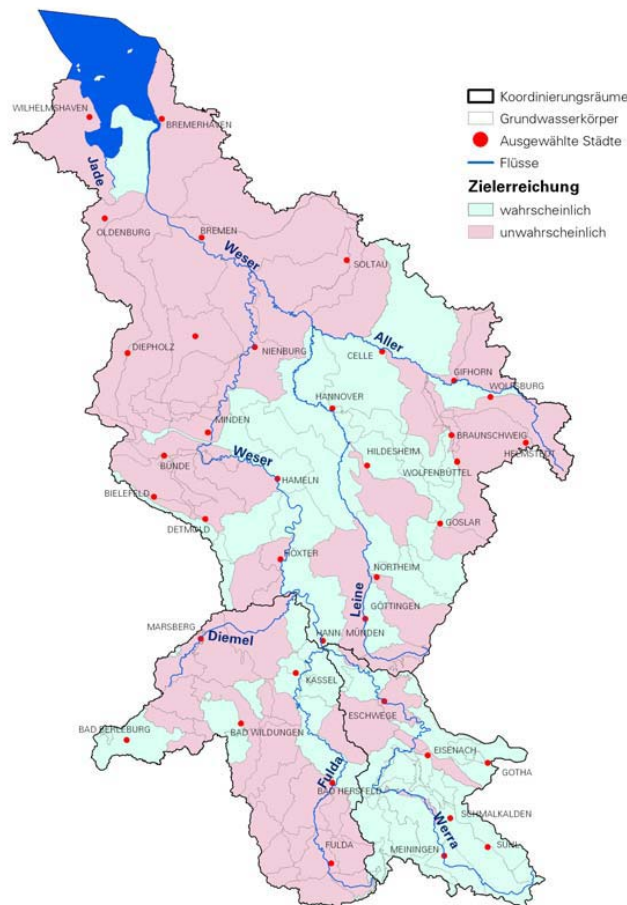 Koordinierungsräume
Grundwasserkörper
Ausgewählte Städte
Flüsse
Zielerreichung
wahrscheinlich
unwahrscheinlich
WILHELMSHAVEN
BREMERHAVEN
Jade
OLDENBURG
BREMEN
Weser
SOLTAU
DIEPHOLZ
NIENBURG
CELLE
Aller
GIFHORN
WOLFSBURG
HANNOVER
MINDEN
BRAUNSCHWEIG
HELMSTEDT
Weser
HILDESHEIM
WOLFENBÜTTEL
BÜNDE
HAMELN
BIELEFELD
DETMOLD
GOSLAR
HÖXTER
NORTHEIM
Leine
GÖTTINGEN
MARSBERG
Diemel
HANN. MÜNDEN
KASSEL
ESCHWEGE
BAD BERLEBURG
BAD WILDUNGEN
EISENACH
GOTHA
Fulda
BAD HERSFELD
SCHMALKALDEN
Werra
FULDA
MEININGEN
SUHL